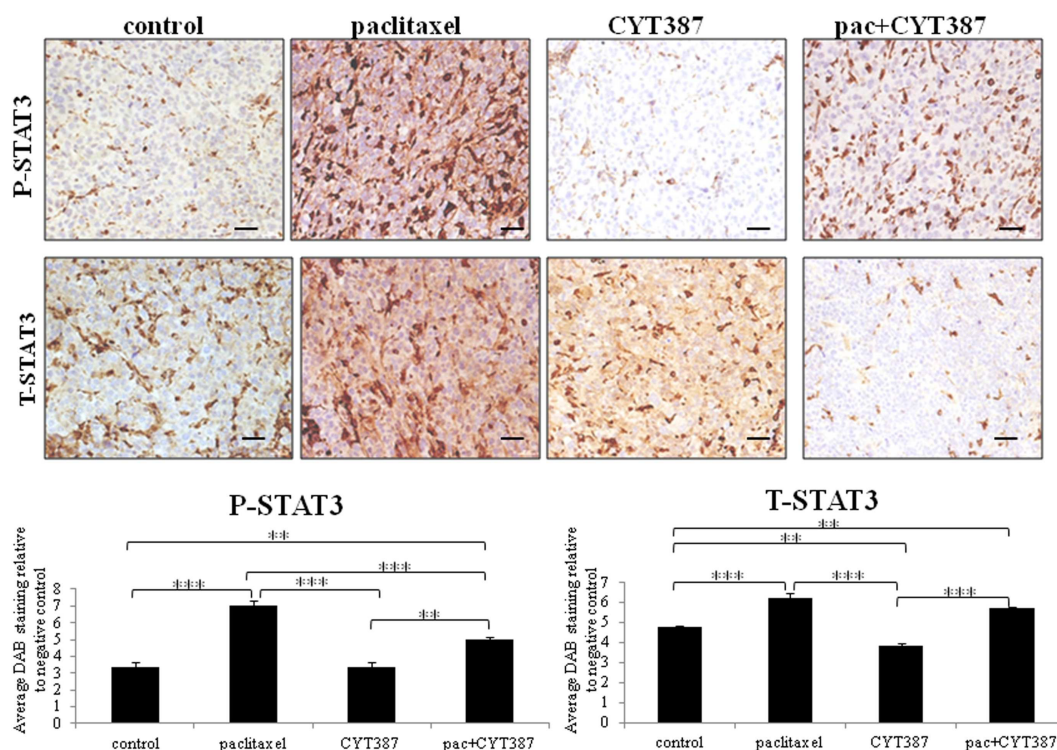 control paclitaxel CYT387 pac+CYT387
P-STAT3
T-STAT3
P-STAT3
Average DAB staining relative
to negative control
8
7
6
5
4
3
2
1
0
*** *** *** ** **
control paclitaxel CYT387 pac+CYT387
T-STAT3
Average DAB staining relative
to negative control
7
6
5
4
3
2
1
0
** ** *** *** ***
control paclitaxel CYT387 pac+CYT387